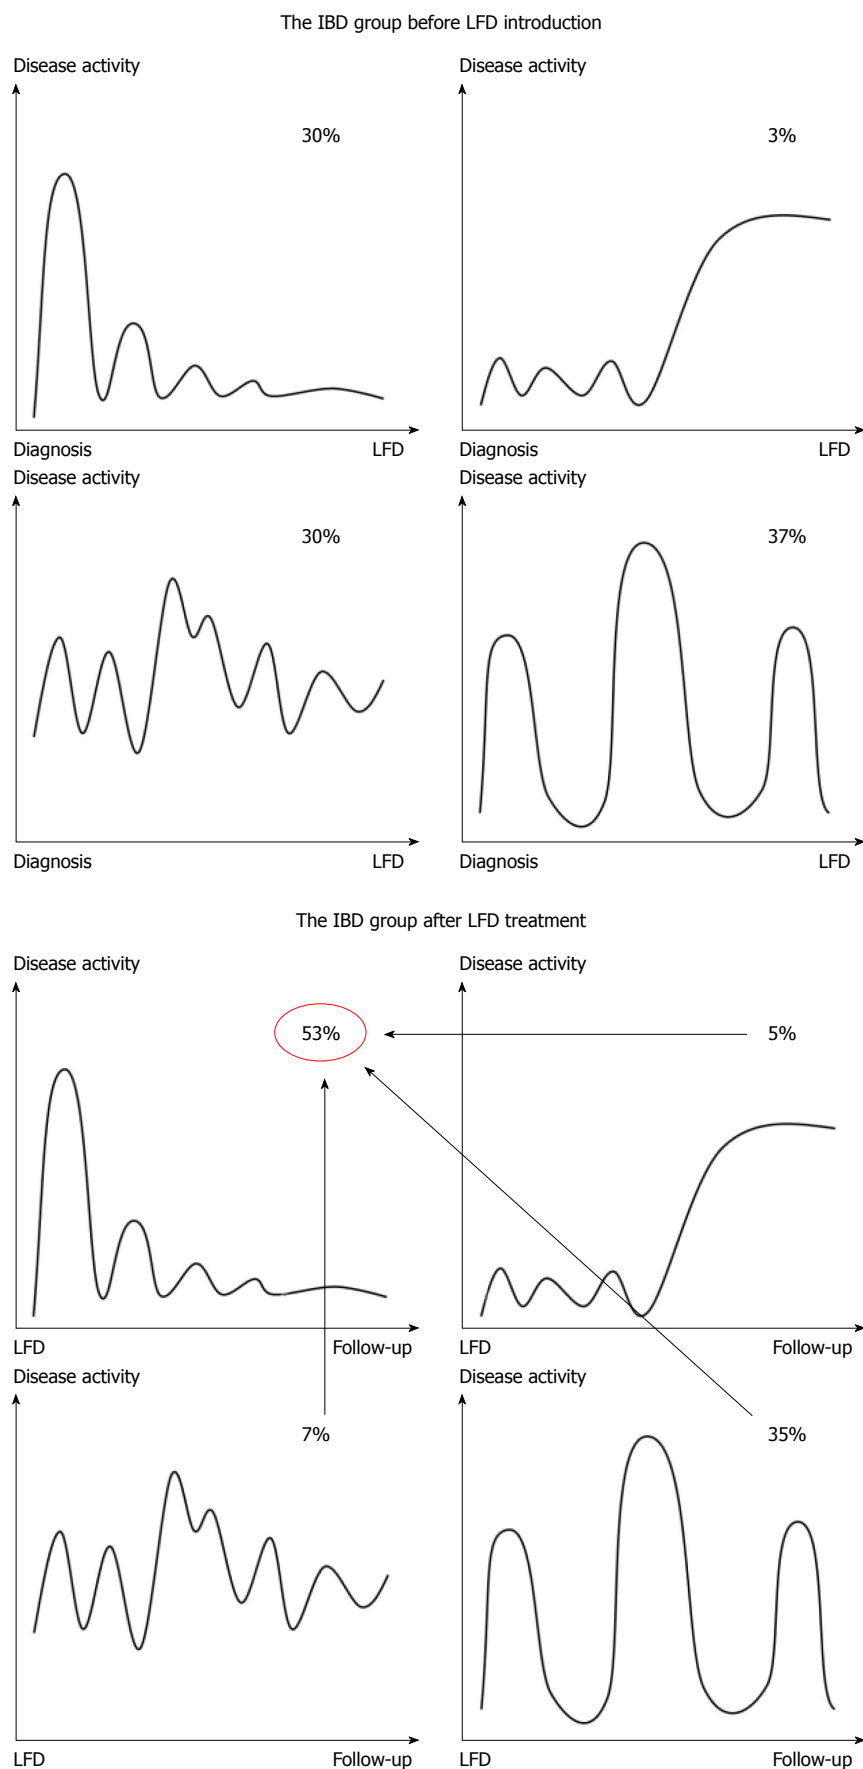 The IBD group before LFD introduction
Disease activity
Disease activity
30%
3%
Diagnosis
LFD
Diagnosis
LFD
Disease activity
Disease activity
30%
37%
Diagnosis
LFD
Diagnosis
LFD
The IBD group after LFD treatment
Disease activity
Disease activity
53%
5%
LFD
Follow-up
LFD
Follow-up
Disease activity
Disease activity
7%
35%
LFD
Follow-up
LFD
Follow-up